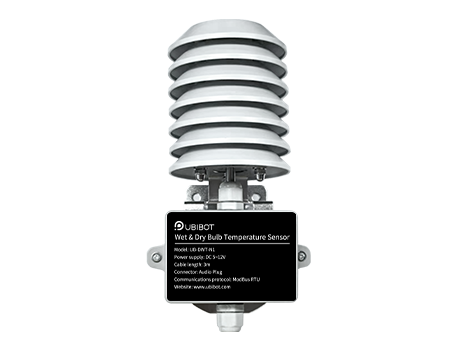 UBIBOT
Wet & Dry Bulb Temperature Sensor
Model: UB-DWT-N1
Power supply: DC 5~12V
Cable length: 3m
Connector: Audio Plug
Communications protocol: ModBus RTU
Website: www.ubibot.com